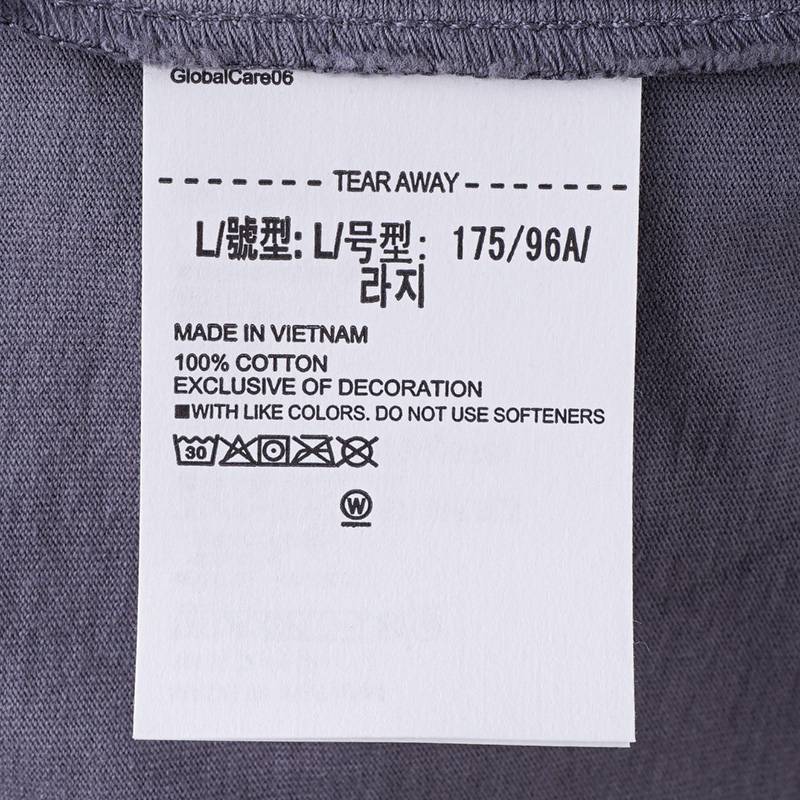 GlobalCare06
TEAR AWAY
L/號型: L/号型: 175/96A/
라지
MADE IN VIETNAM
100% COTTON
EXCLUSIVE OF DECORATION
■WITH LIKE COLORS. DO NOT USE SOFTENERS
30
W